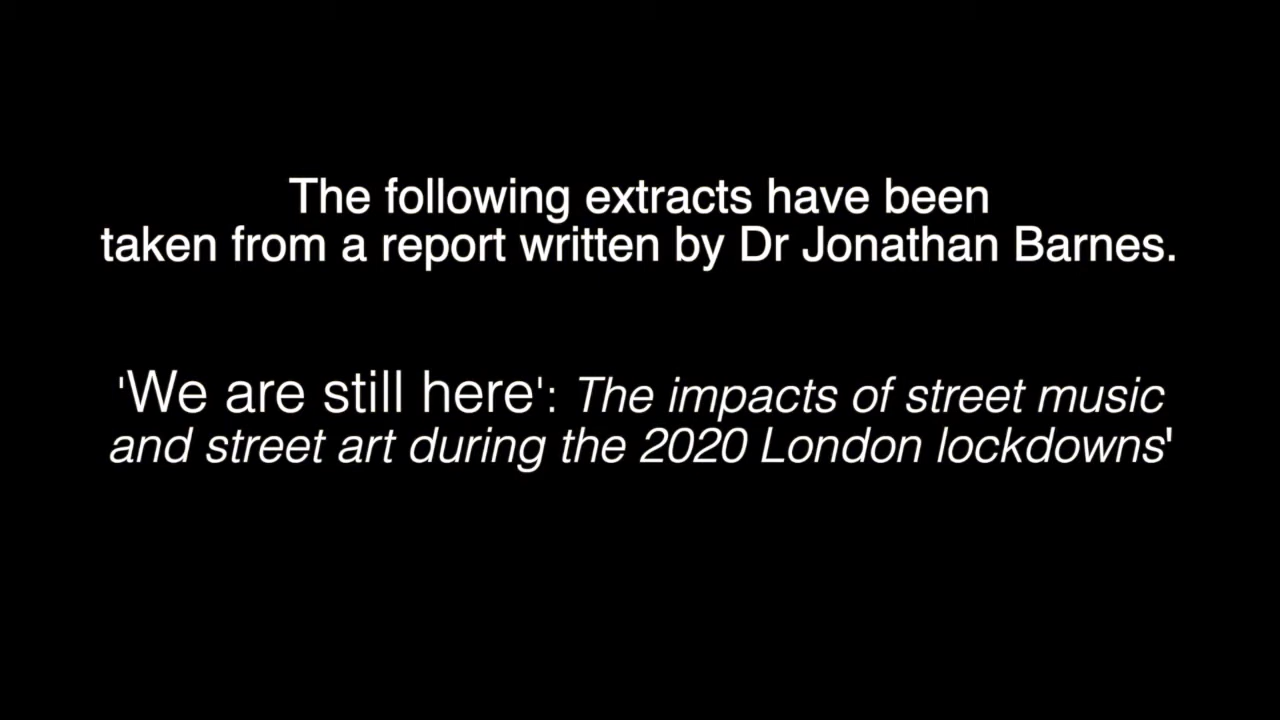 The following extracts have been
taken from a report written by Dr Jonathan Barnes.
'We are still here': The impacts of street music
and street art during the 2020 London lockdowns'